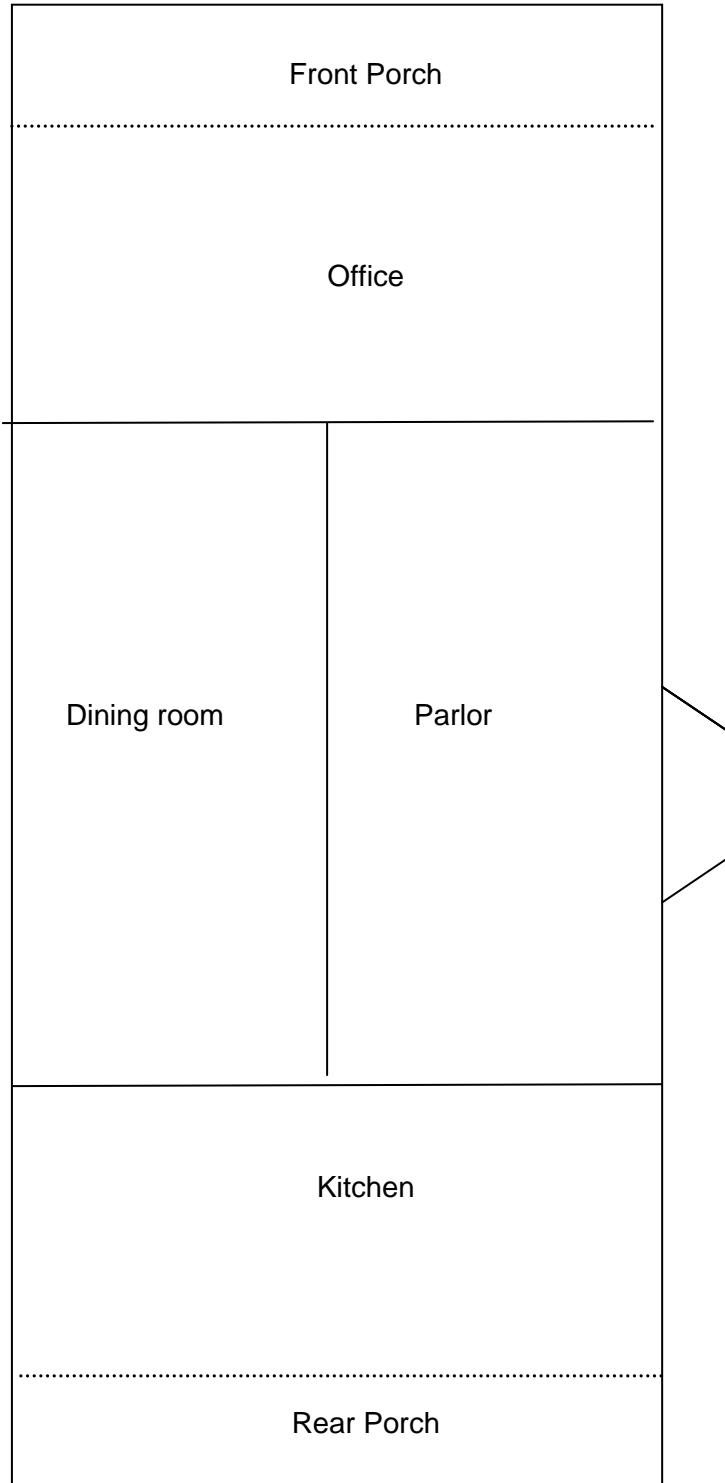 Front Porch
Office
Dining room
Parlor
Kitchen
Rear Porch